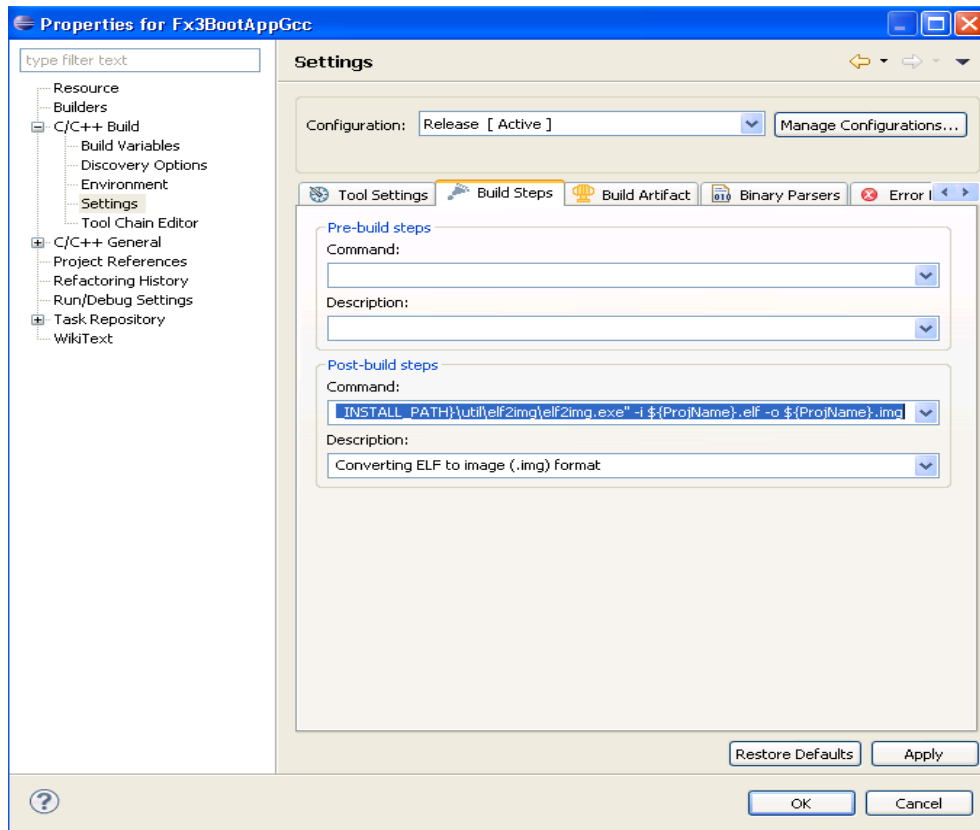 Properties for Fx3BootAppGcc
type filter text
Resource
Builders
C/C++ Build
Build Variables
Discovery Options
Environment
Settings
Tool Chain Editor
C/C++ General
Project References
Refactoring History
Run/Debug Settings
Task Repository
WikiText
Settings
Configuration: Release [ Active ] Manage Configurations...
Tool Settings Build Steps Build Artifact Binary Parsers Error
Pre-build steps
Command:
Description:
Post-build steps
Command:
_INSTALL_PATH}\util\elf2img\elf2img.exe" -i ${ProjName}.elf -o ${ProjName}.img
Description:
Converting ELF to image (.img) format
Restore Defaults Apply
OK Cancel